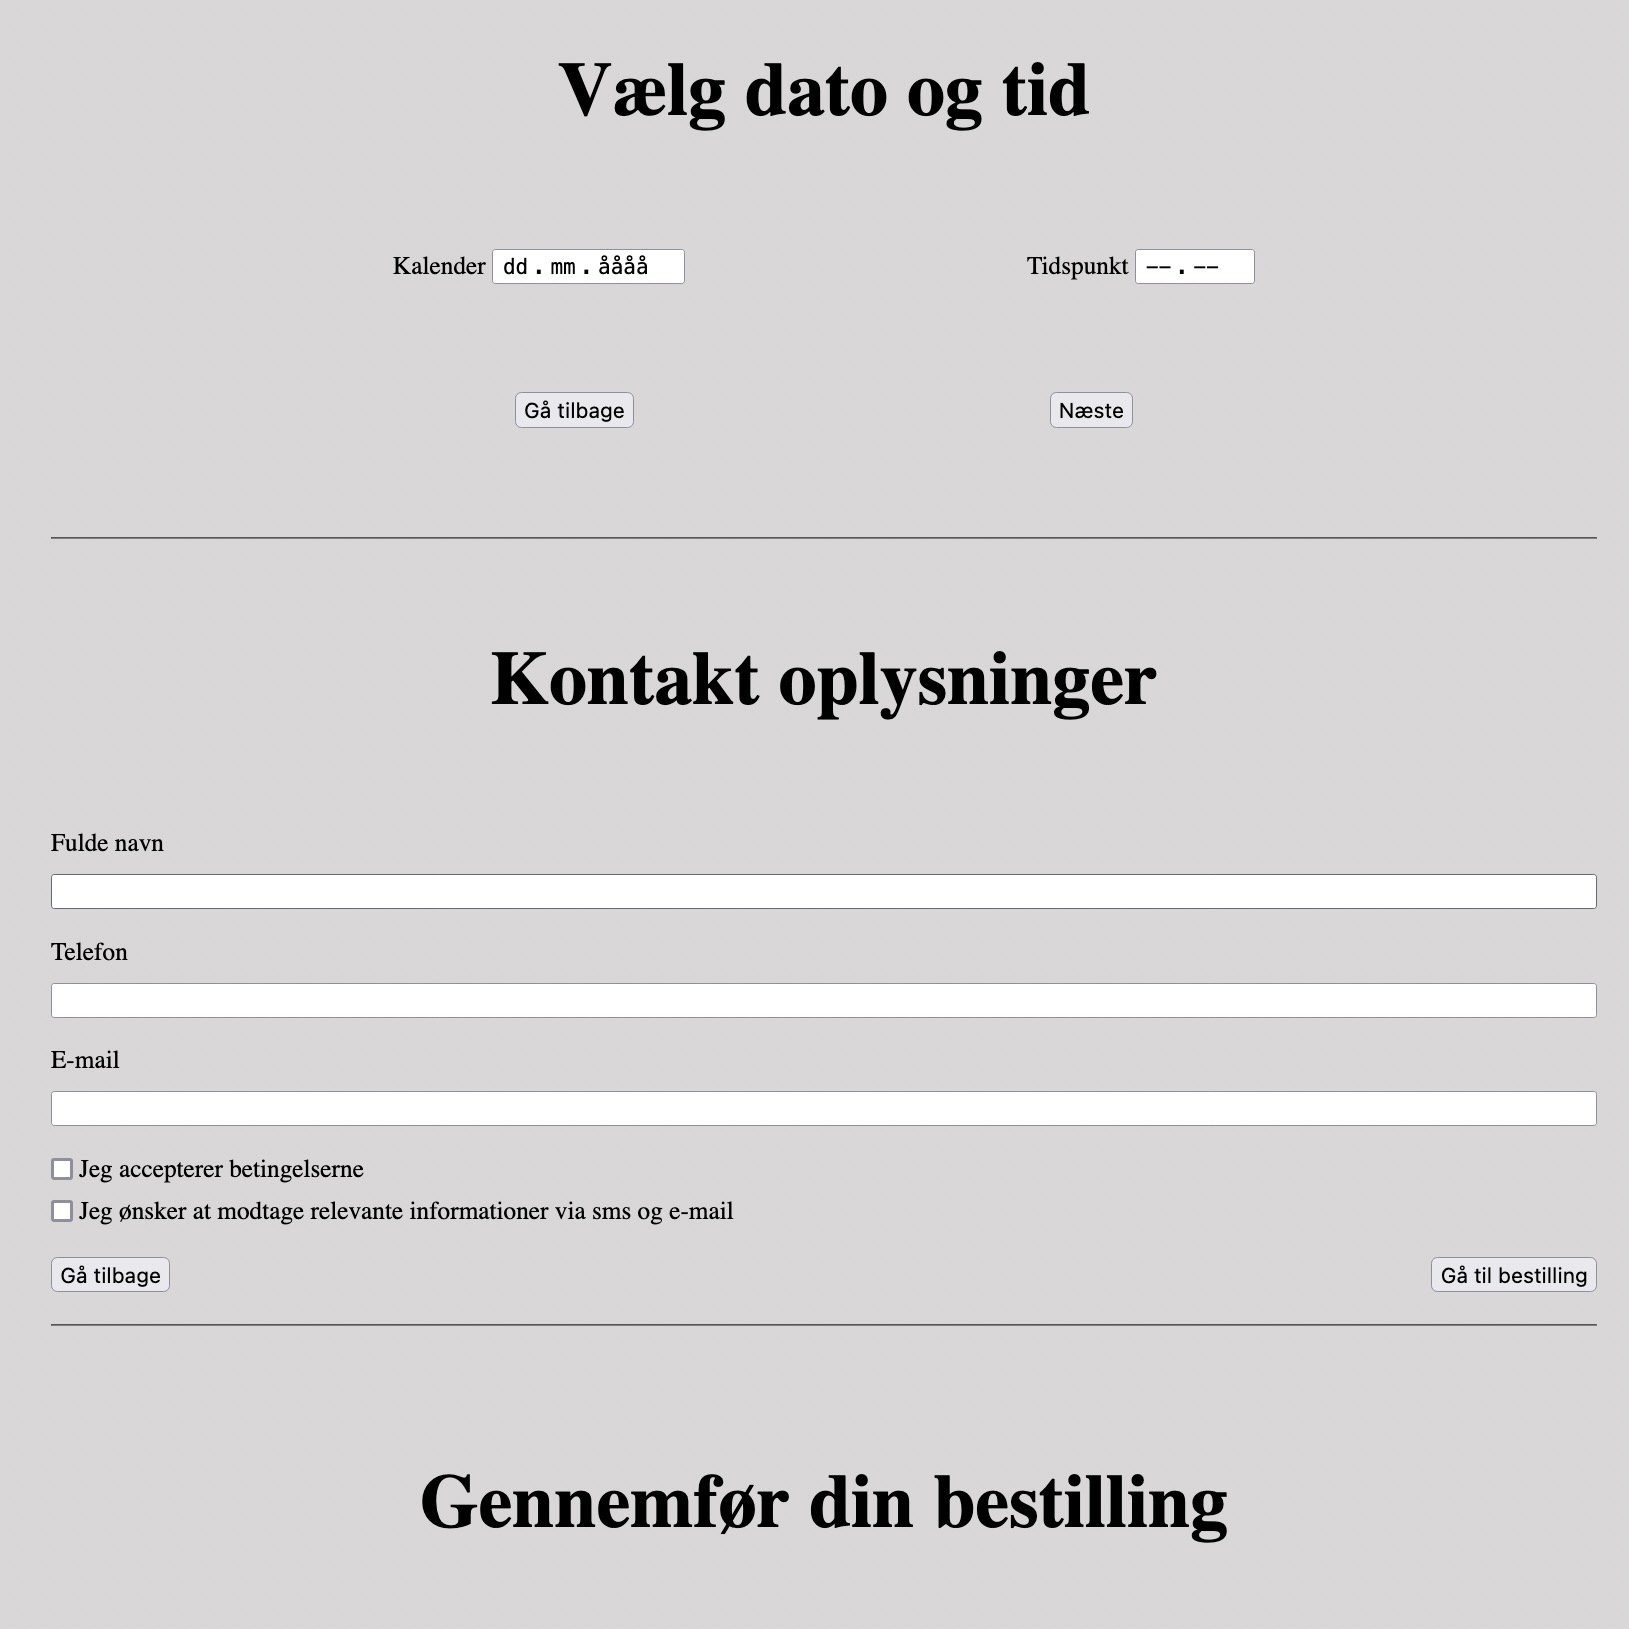 Vælg dato og tid
Kalender dd.mm.åååå Tidspunkt --.--
Gå tilbage Næste
Kontakt oplysninger
Fulde navn
Telefon
E-mail
Jeg accepterer betingelserne
Jeg ønsker at modtage relevante informationer via sms og e-mail
Gå tilbage Gå til bestilling
Gennemfør din bestilling